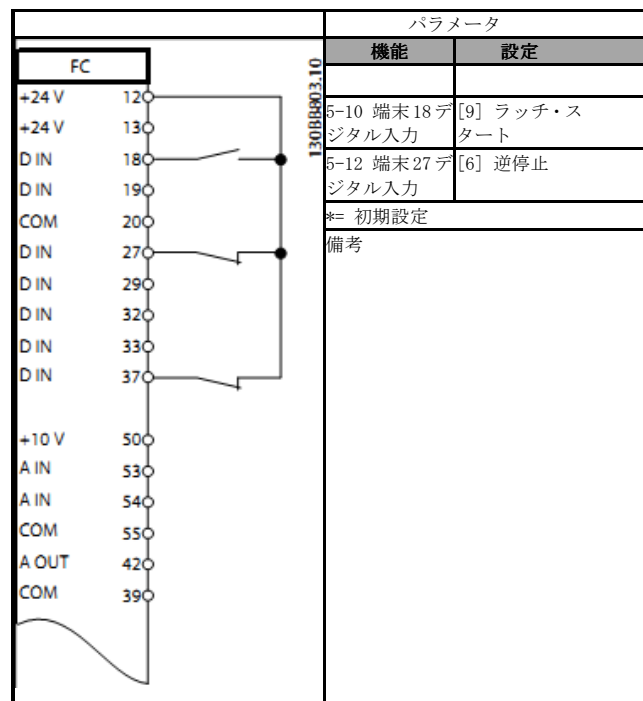 FC
+24 V 12
+24 V 13
D IN 18
D IN 19
COM 20
D IN 27
D IN 29
D IN 32
D IN 33
D IN 37
+10 V 50
A IN 53
A IN 54
COM 55
A OUT 42
COM 39
130BB803.10
パラメータ
機能 設定
5-10 端末18デ
ジタル入力
[9] ラッチ・ス
タート
5-12 端末27デ
ジタル入力
[6] 逆停止
*= 初期設定
備考